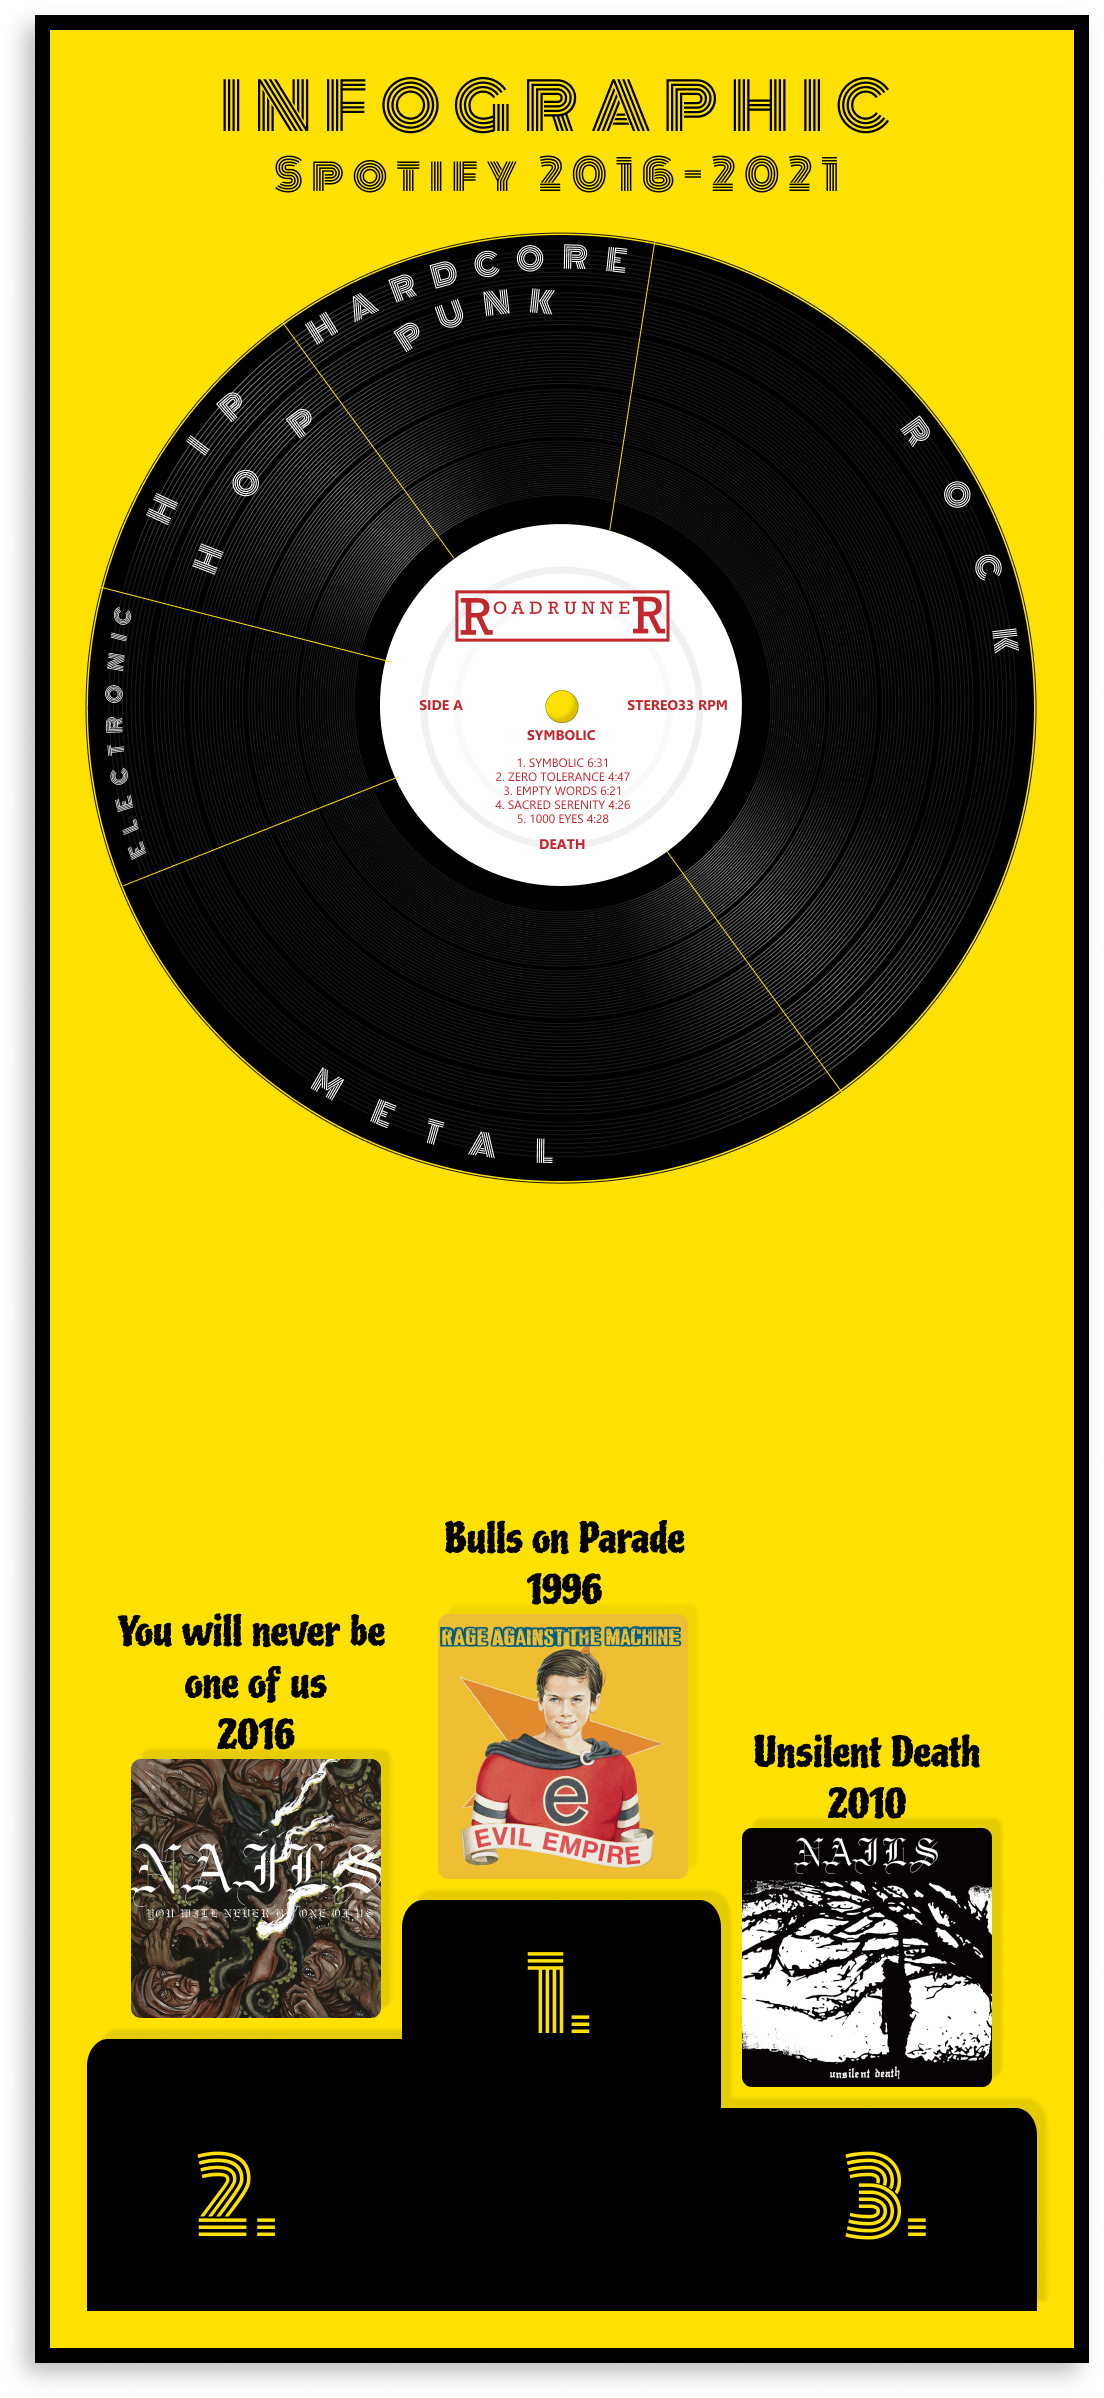 INFOGRAPHIC
SPOTIFY 2016-2021
HARDCORE
PUNK
HIP
HOP
ROCK
ELECTRONIC
METAL
ROADRUNNER
SIDE A
STEREO33 RPM
SYMBOLIC
1. SYMBOLIC 6:31
2. ZERO TOLERANCE 4:47
3. EMPTY WORDS 6:21
4. SACRED SERENITY 4:26
5. 1000 EYES 4:28
DEATH
Bulls on Parade
1996
RAGE AGAINST THE MACHINE
e
EVIL EMPIRE
You will never be
one of us
2016
NAILS
YOU WILL NEVER BE ONE OF US
Unsilent Death
2010
NAILS
unsilent death
1.
2.
3.